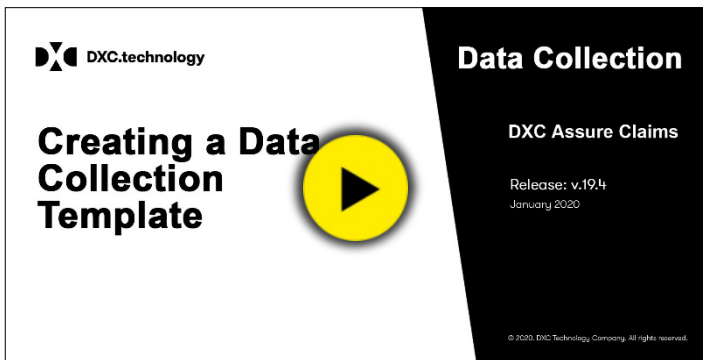 DXC.technology
Creating a Data
Collection
Template
Data Collection
DXC Assure Claims
Release: v.19.4
January 2020
© 2020. DXC Technology Company. All rights reserved.